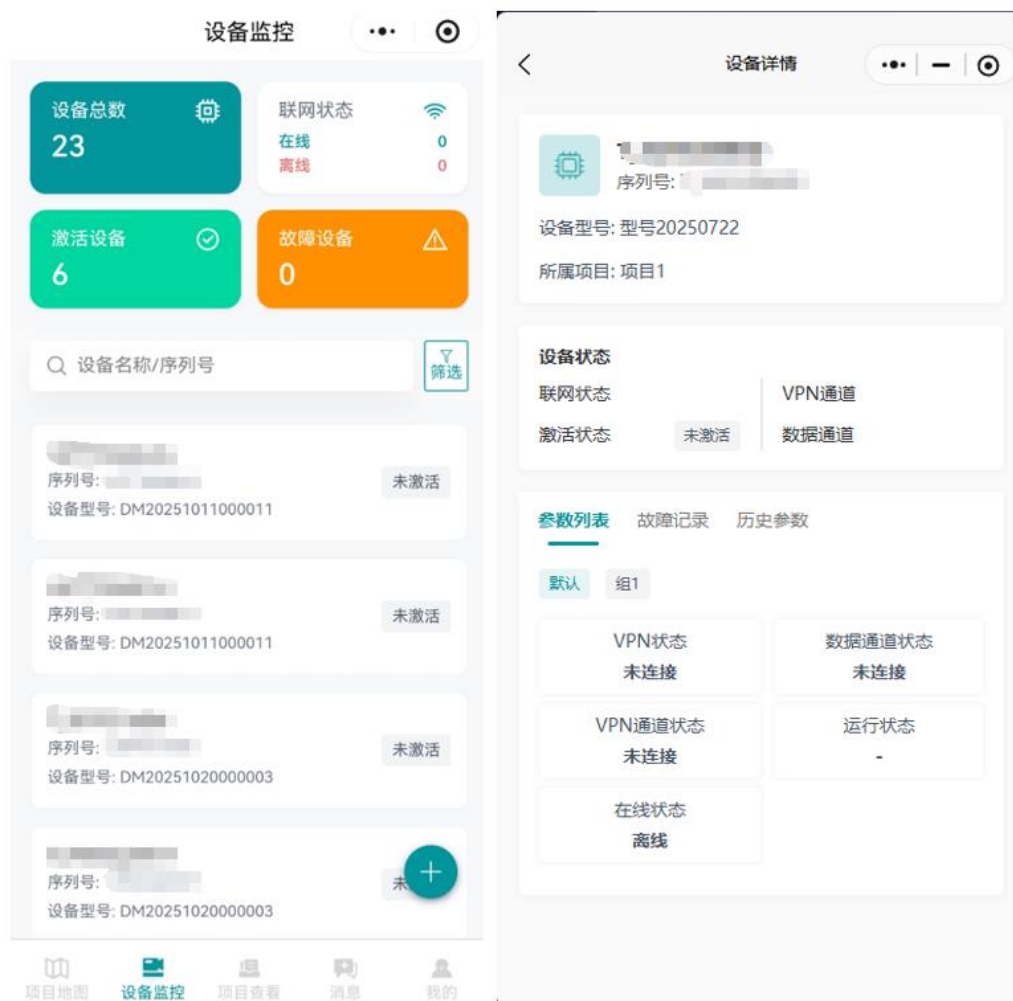 设备监控
设备总数
23
联网状态
在线 0
离线 0
激活设备
6
故障设备
0
设备名称/序列号
筛选
序列号:
未激活
设备型号: DM20251011000011
序列号:
未激活
设备型号: DM20251011000011
序列号:
未激活
设备型号: DM20251020000003
序列号:
未
设备型号: DM20251020000003
项目地图 设备监控 项目查看 消息 我的
设备详情
序列号:
设备型号: 型号20250722
所属项目: 项目1
设备状态
联网状态 VPN通道
激活状态 未激活 数据通道
参数列表 故障记录 历史参数
默认 组1
VPN状态 数据通道状态
未连接 未连接
VPN通道状态 运行状态
未连接 -
在线状态
离线